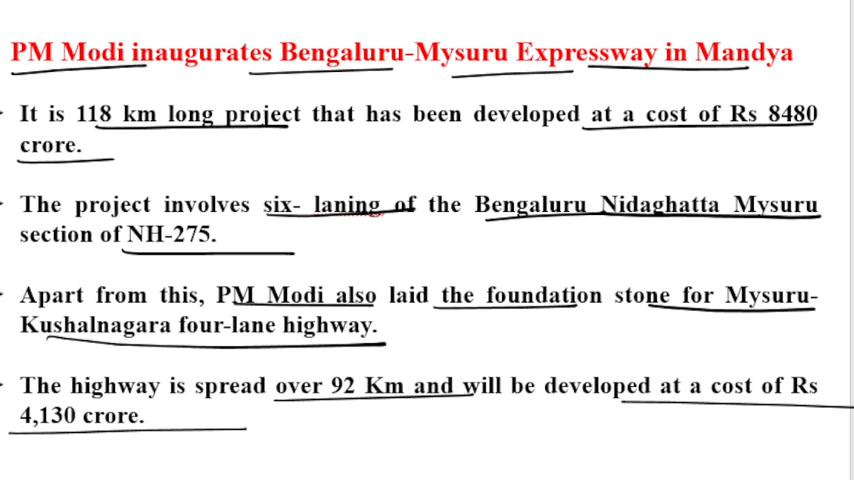 PM Modi inaugurates Bengaluru-Mysuru Expressway in Mandya
It is 118 km long project that has been developed at a cost of Rs 8480
crore.
The project involves six- laning of the Bengaluru Nidaghatta Mysuru
section of NH-275.
Apart from this, PM Modi also laid the foundation stone for Mysuru-
Kushalnagara four-lane highway.
The highway is spread over 92 Km and will be developed at a cost of Rs
4,130 crore.